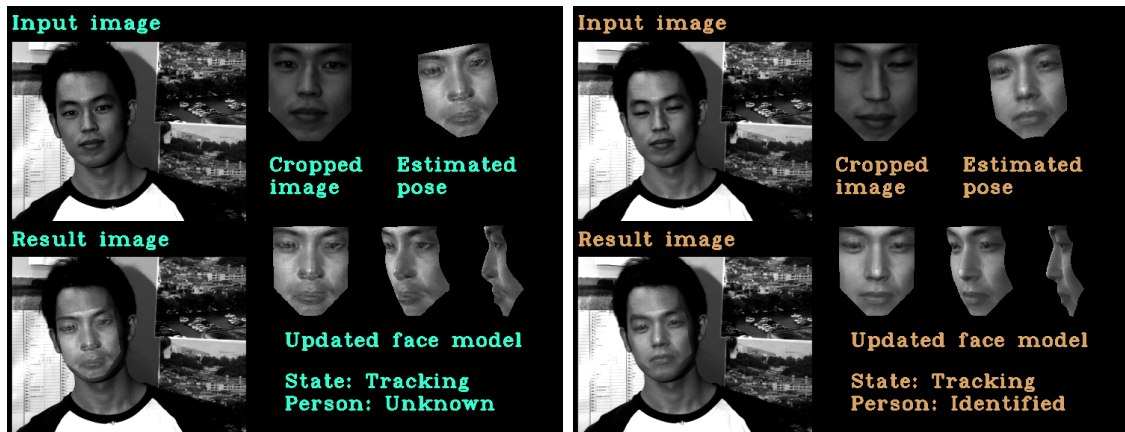 Input image
Cropped
image
Estimated
pose
Result image
Updated face model
State: Tracking
Person: Unknown
Input image
Cropped
image
Estimated
pose
Result image
Updated face model
State: Tracking
Person: Identified